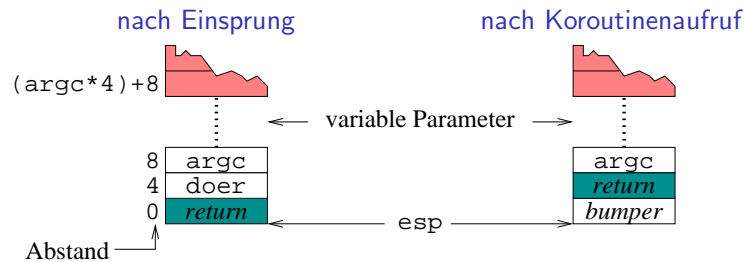 nach Einsprung
nach Koroutinenaufruf
(argc*4)+8
variable Parameter
8 argc
argc
4 doer
return
0 return
esp
bumper
Abstand